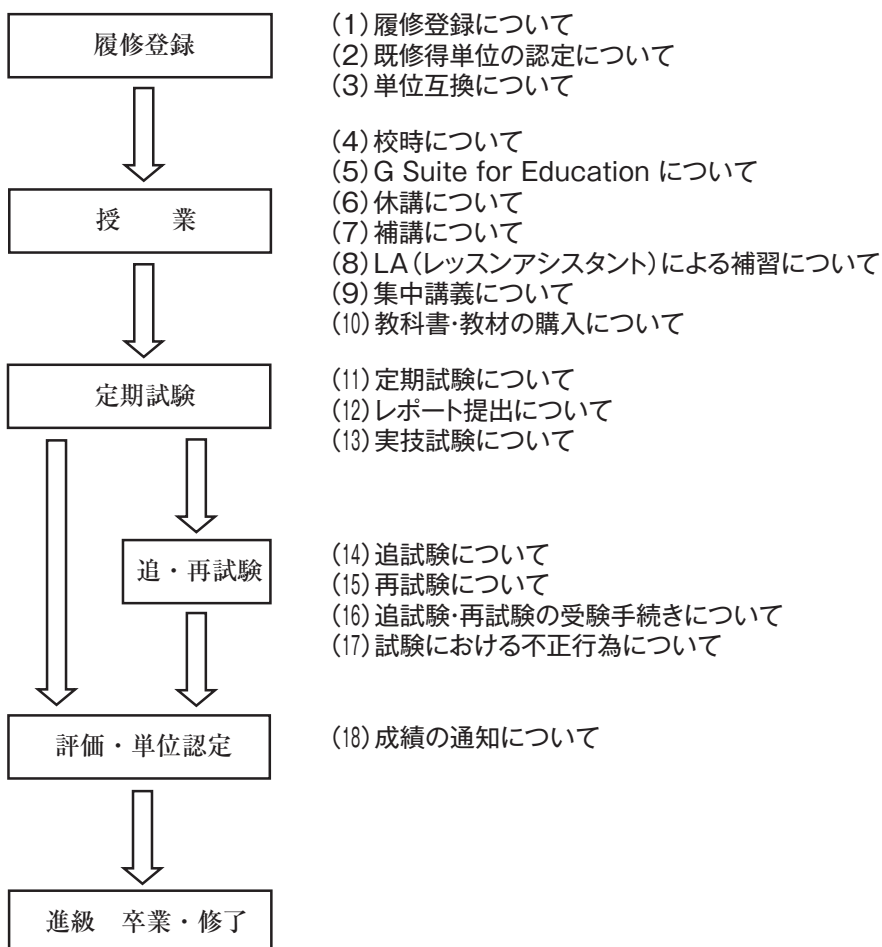 履修登録
(1)履修登録について
(2)既修得単位の認定について
(3)単位互換について
授　業
(4)校時について
(5)G Suite for Education について
(6)休講について
(7)補講について
(8)LA(レッスンアシスタント)による補習について
(9)集中講義について
(10)教科書・教材の購入について
定期試験
(11)定期試験について
(12)レポート提出について
(13)実技試験について
追・再試験
(14)追試験について
(15)再試験について
(16)追試験・再試験の受験手続きについて
(17)試験における不正行為について
評価・単位認定
(18)成績の通知について
進級　卒業・修了